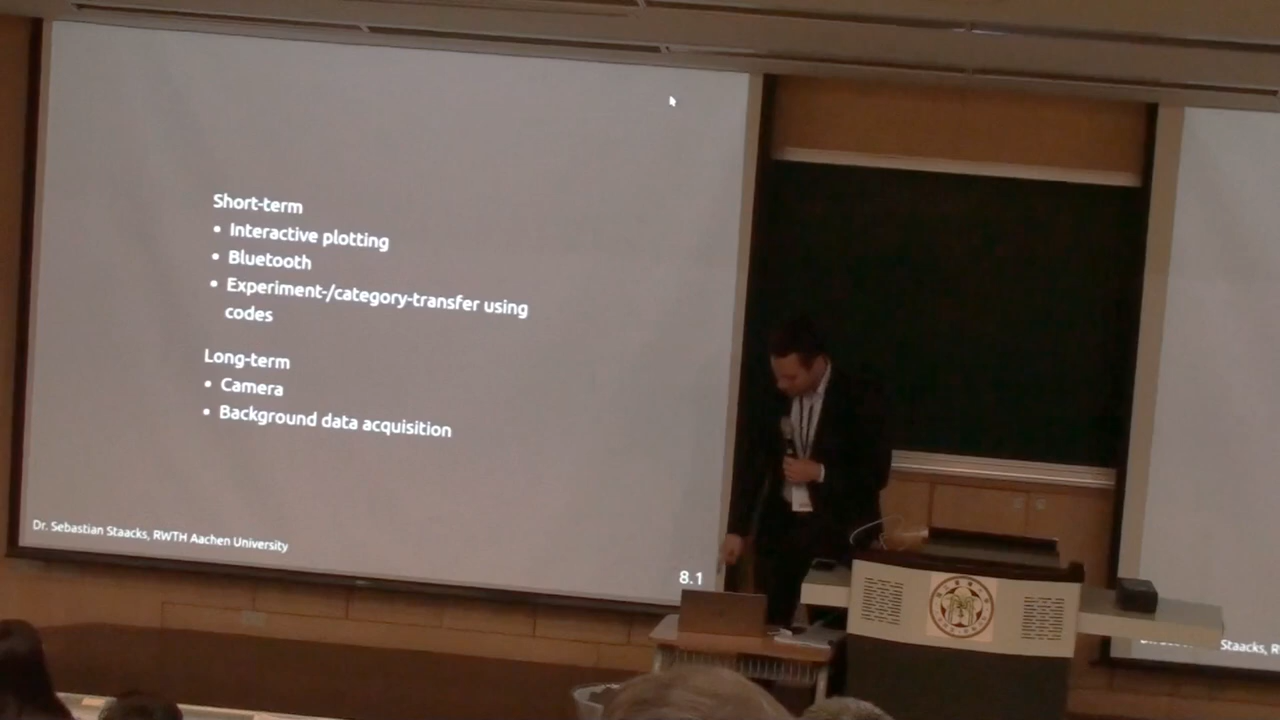 Short-term
• Interactive plotting
• Bluetooth
• Experiment-/category-transfer using
codes
Long-term
• Camera
• Background data acquisition
Dr. Sebastian Staacks, RWTH Aachen University
8.1
Staacks, R